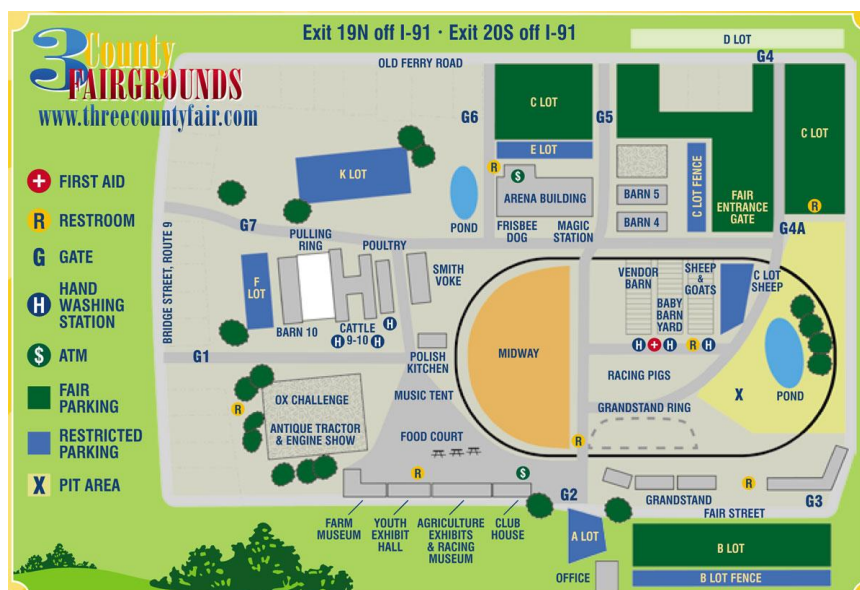 Exit 19N off I-91 · Exit 20S off I-91
3 County
FAIRGROUNDS
www.threecountyfair.com
FIRST AID
R RESTROOM
G GATE
H HAND
WASHING
STATION
$ ATM
FAIR
PARKING
RESTRICTED
PARKING
X PIT AREA
D LOT
OLD FERRY ROAD
G4
C LOT
G6
G5
C LOT
E LOT
K LOT
R
$
ARENA BUILDING
BARN 5
BARN 4
C LOT FENCE
FAIR
ENTRANCE
GATE
R
G4A
POND
FRISBEE
DOG
MAGIC
STATION
G7
BRIDGE STREET, ROUTE 9
PULLING
RING
POULTRY
F
LOT
SMITH
VOKE
VENDOR
BARN
SHEEP
&
GOATS
C LOT
SHEEP
BABY
BARN
YARD
BARN 10
CATTLE
9-10
H
H
H
H
H
R
H
G1
POLISH
KITCHEN
MIDWAY
RACING PIGS
X
POND
MUSIC TENT
GRANDSTAND RING
OX CHALLENGE
R
ANTIQUE TRACTOR
& ENGINE SHOW
FOOD COURT
R
R
$
G2
GRANDSTAND
R
G3
FAIR STREET
FARM
MUSEUM
YOUTH
EXHIBIT
HALL
AGRICULTURE
EXHIBITS
& RACING
MUSEUM
CLUB
HOUSE
A LOT
B LOT
OFFICE
B LOT FENCE